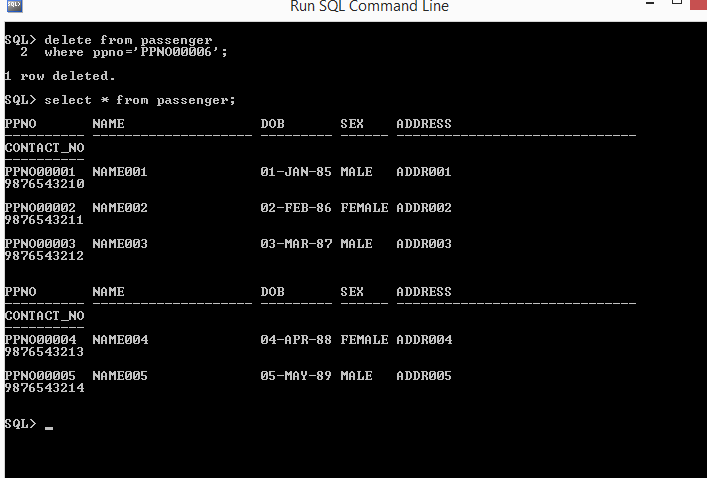 Run SQL Command Line
SQL> delete from passenger
2 where ppno='PPNO00006';
1 row deleted.
SQL> select * from passenger;
PPNO NAME DOB SEX ADDRESS
CONTACT_NO
PPNO00001 NAME001 01-JAN-85 MALE ADDR001
9876543210
PPNO00002 NAME002 02-FEB-86 FEMALE ADDR002
9876543211
PPNO00003 NAME003 03-MAR-87 MALE ADDR003
9876543212
PPNO NAME DOB SEX ADDRESS
CONTACT_NO
PPNO00004 NAME004 04-APR-88 FEMALE ADDR004
9876543213
PPNO00005 NAME005 05-MAY-89 MALE ADDR005
9876543214
SQL> _